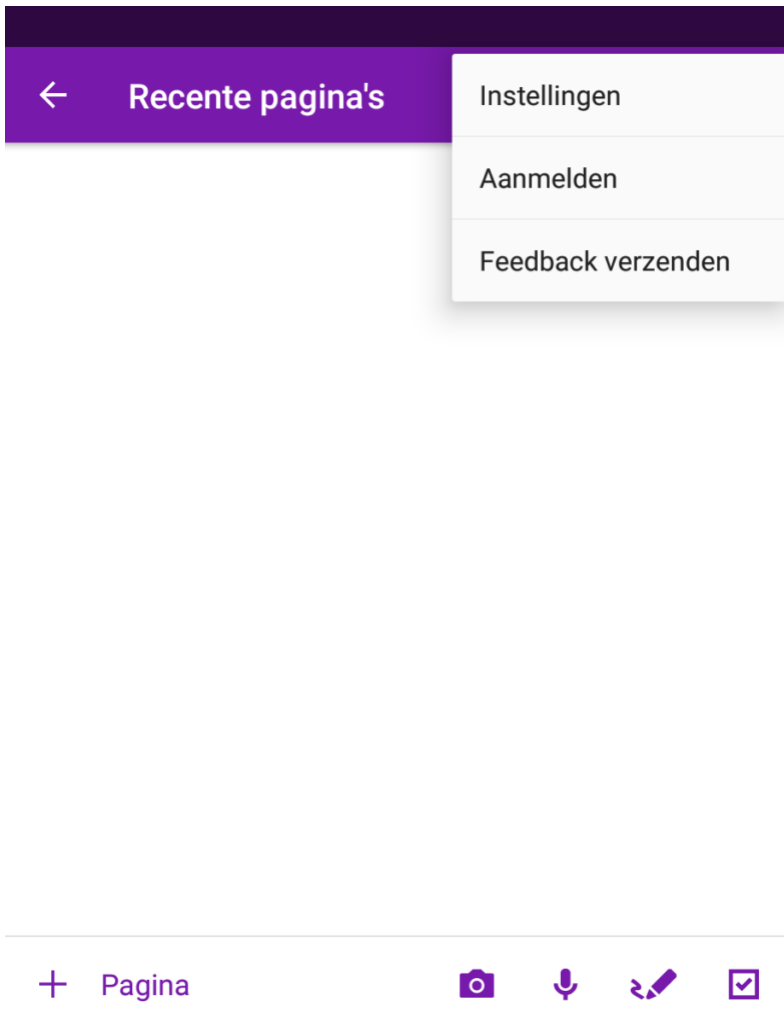 Recente pagina's
Instellingen
Aanmelden
Feedback verzenden
Pagina